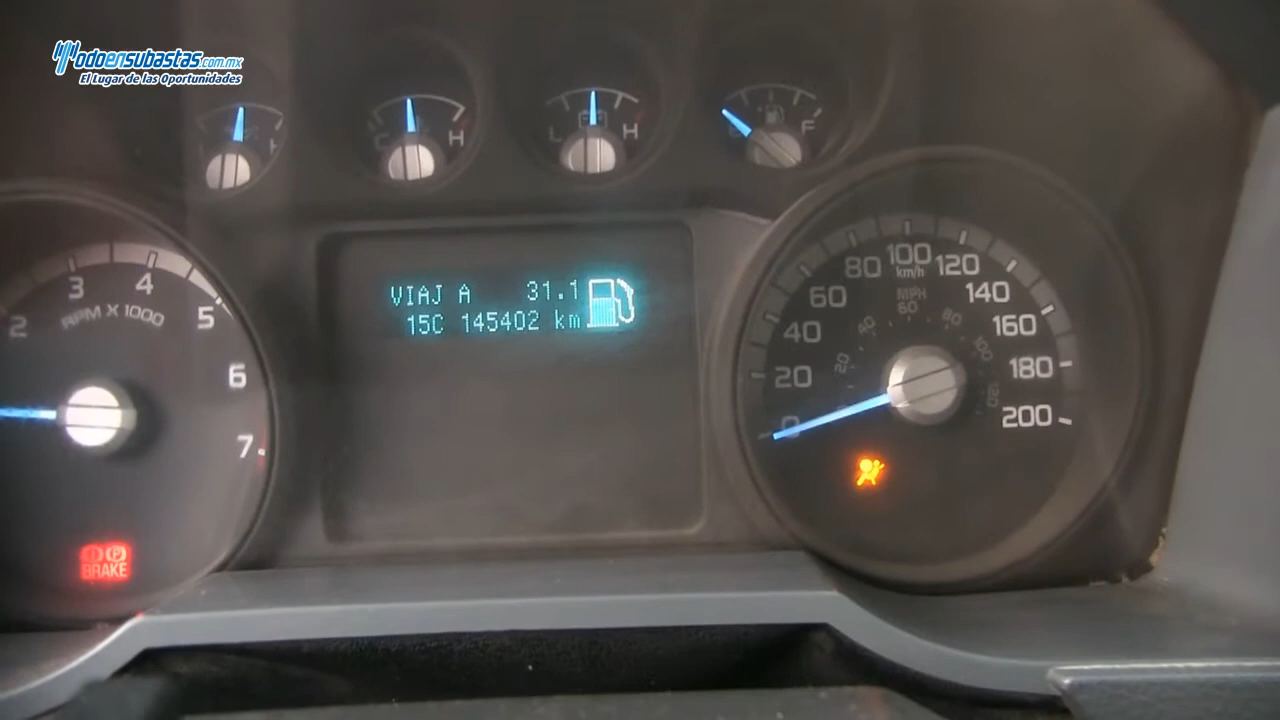 Todoensubastas.com.mx
El Lugar de las Oportunidades
H
L H
F
VIAJ A 31.1
15C 145402 km
2 3 4 5 6 7
RPM X 1000
BRAKE
0 20 40 60 80 100 120 140 160 180 200
km/h
MPH
20 40 60 80 100 120